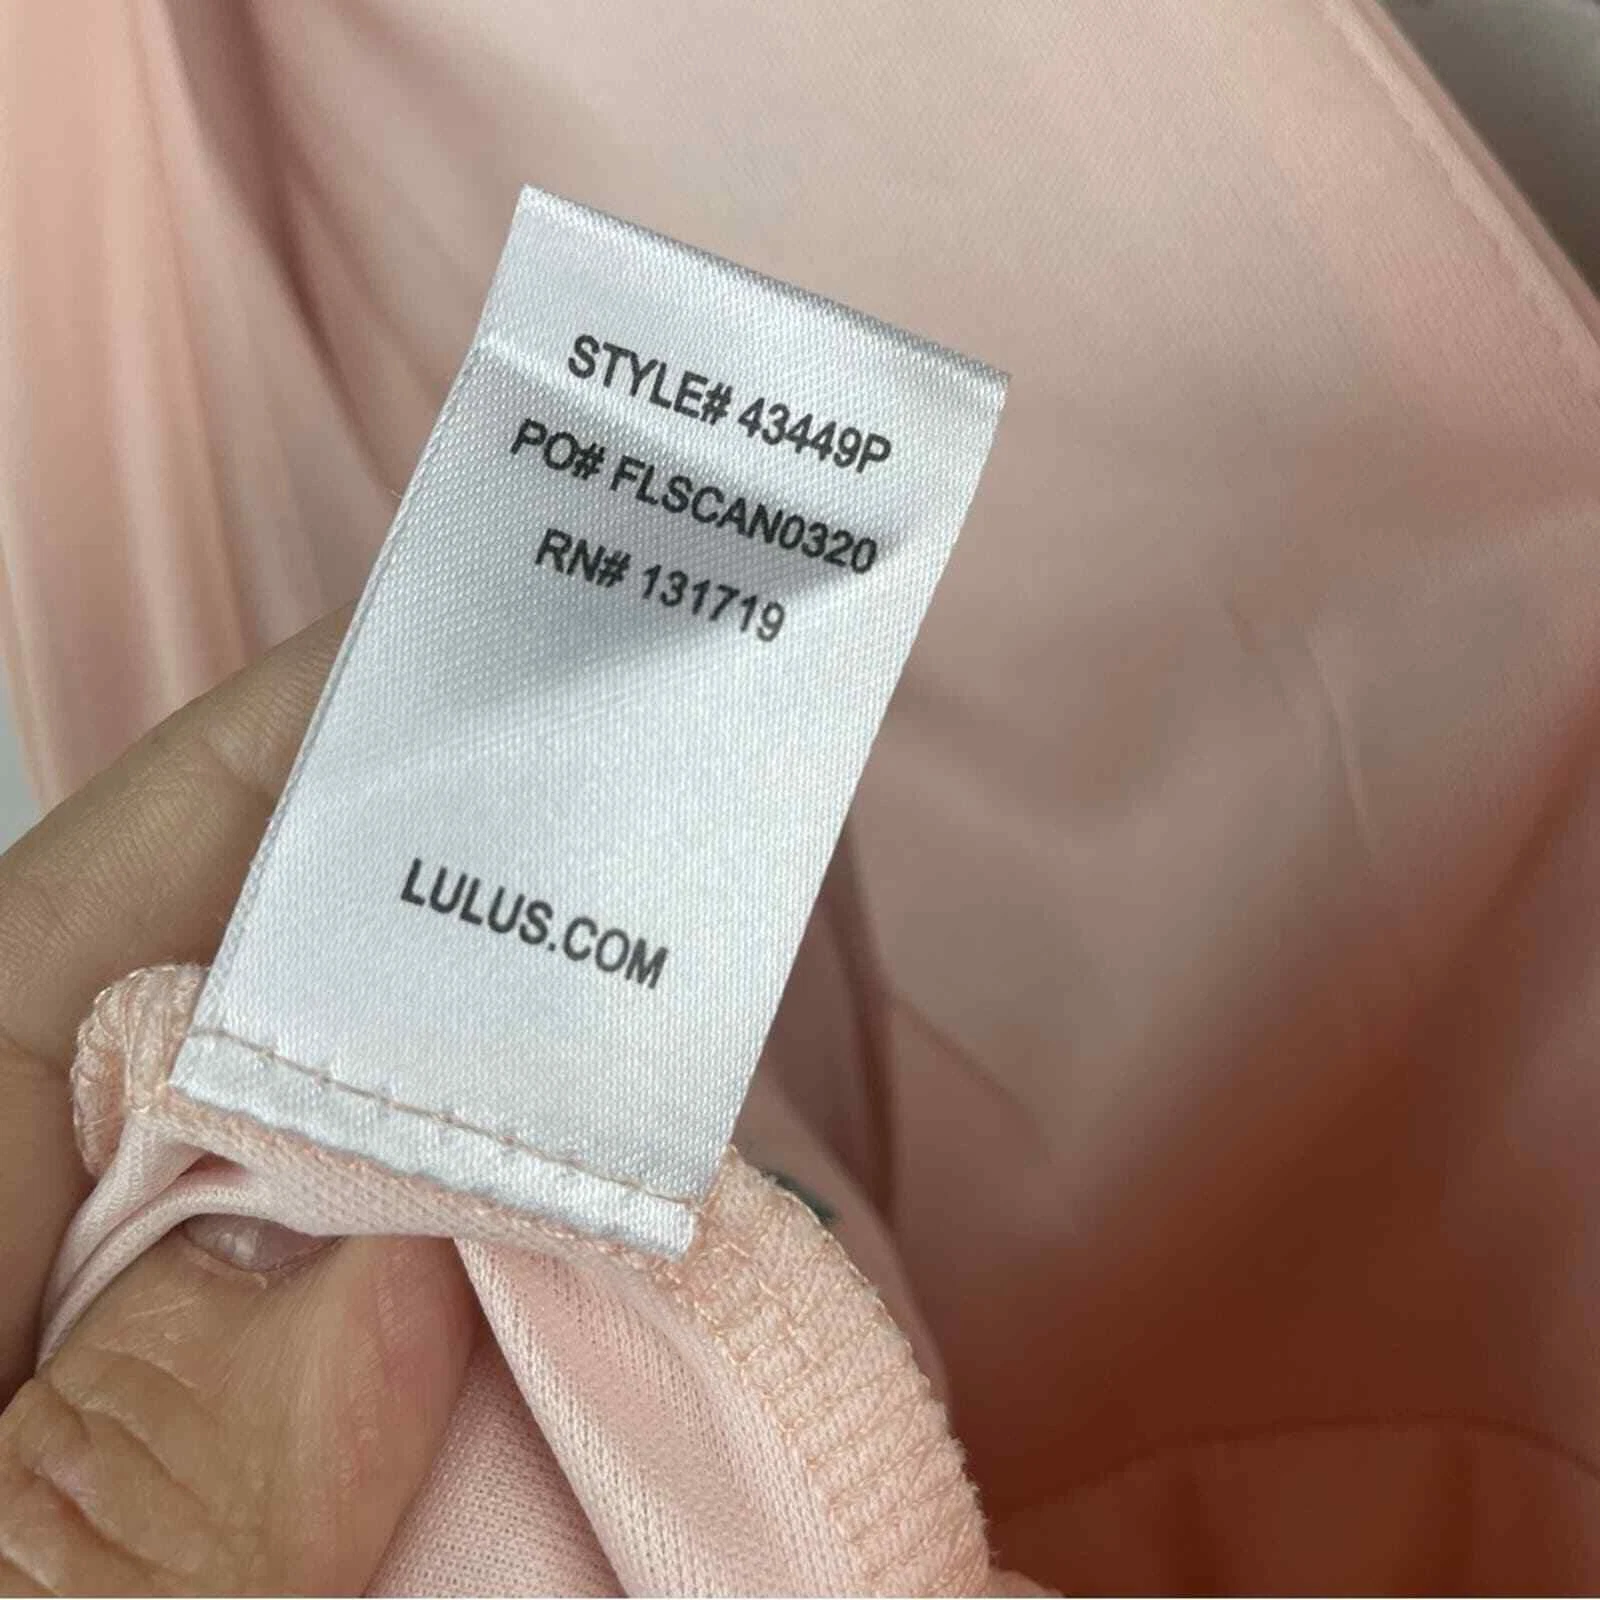 STYLE# 43449P
PO# FLSCAN0320
RN# 131719
LULUS.COM